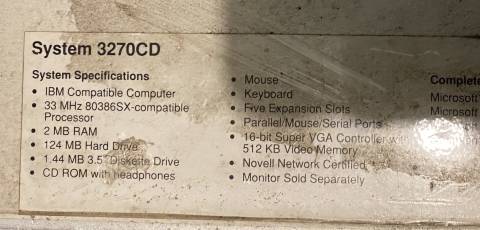 System 3270CD
System Specifications
• IBM Compatible Computer
• 33 MHz 80386SX-compatible
Processor
• 2 MB RAM
• 124 MB Hard Drive
• 1.44 MB 3.5" Diskette Drive
• CD ROM with headphones
• Mouse
• Keyboard
• Five Expansion Slots
• Parallel/Mouse/Serial Ports
• 16-bit Super VGA Controller with
512 KB Video Memory
• Novell Network Certified
• Monitor Sold Separately
Complete
Microsoft
Microsoft